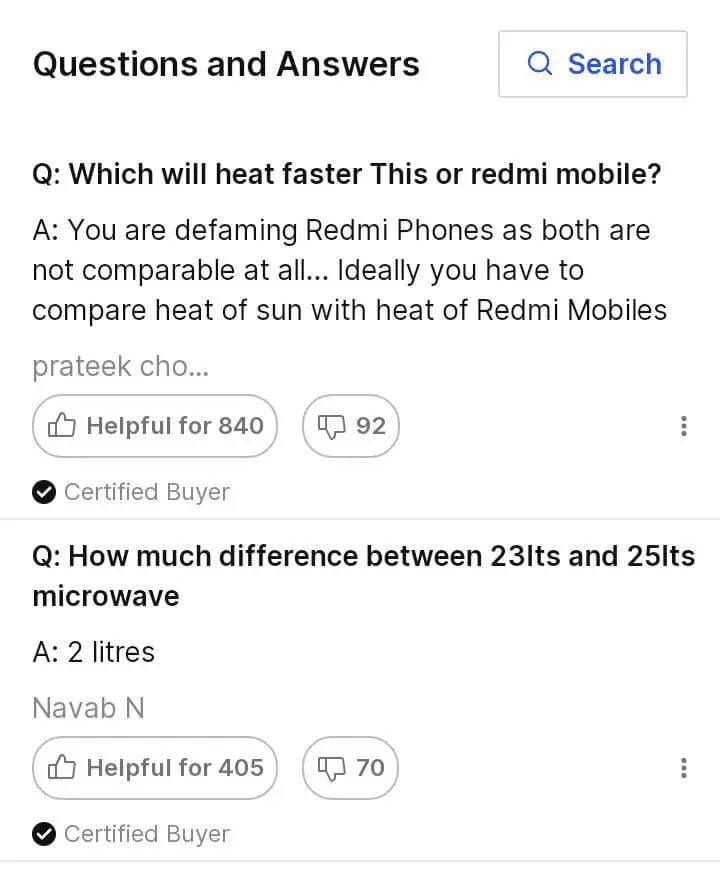 Questions and Answers
Search
Q: Which will heat faster This or redmi mobile?
A: You are defaming Redmi Phones as both are
not comparable at all... Ideally you have to
compare heat of sun with heat of Redmi Mobiles
prateek cho...
Helpful for 840
92
Certified Buyer
Q: How much difference between 23lts and 25lts
microwave
A: 2 litres
Navab N
Helpful for 405
70
Certified Buyer